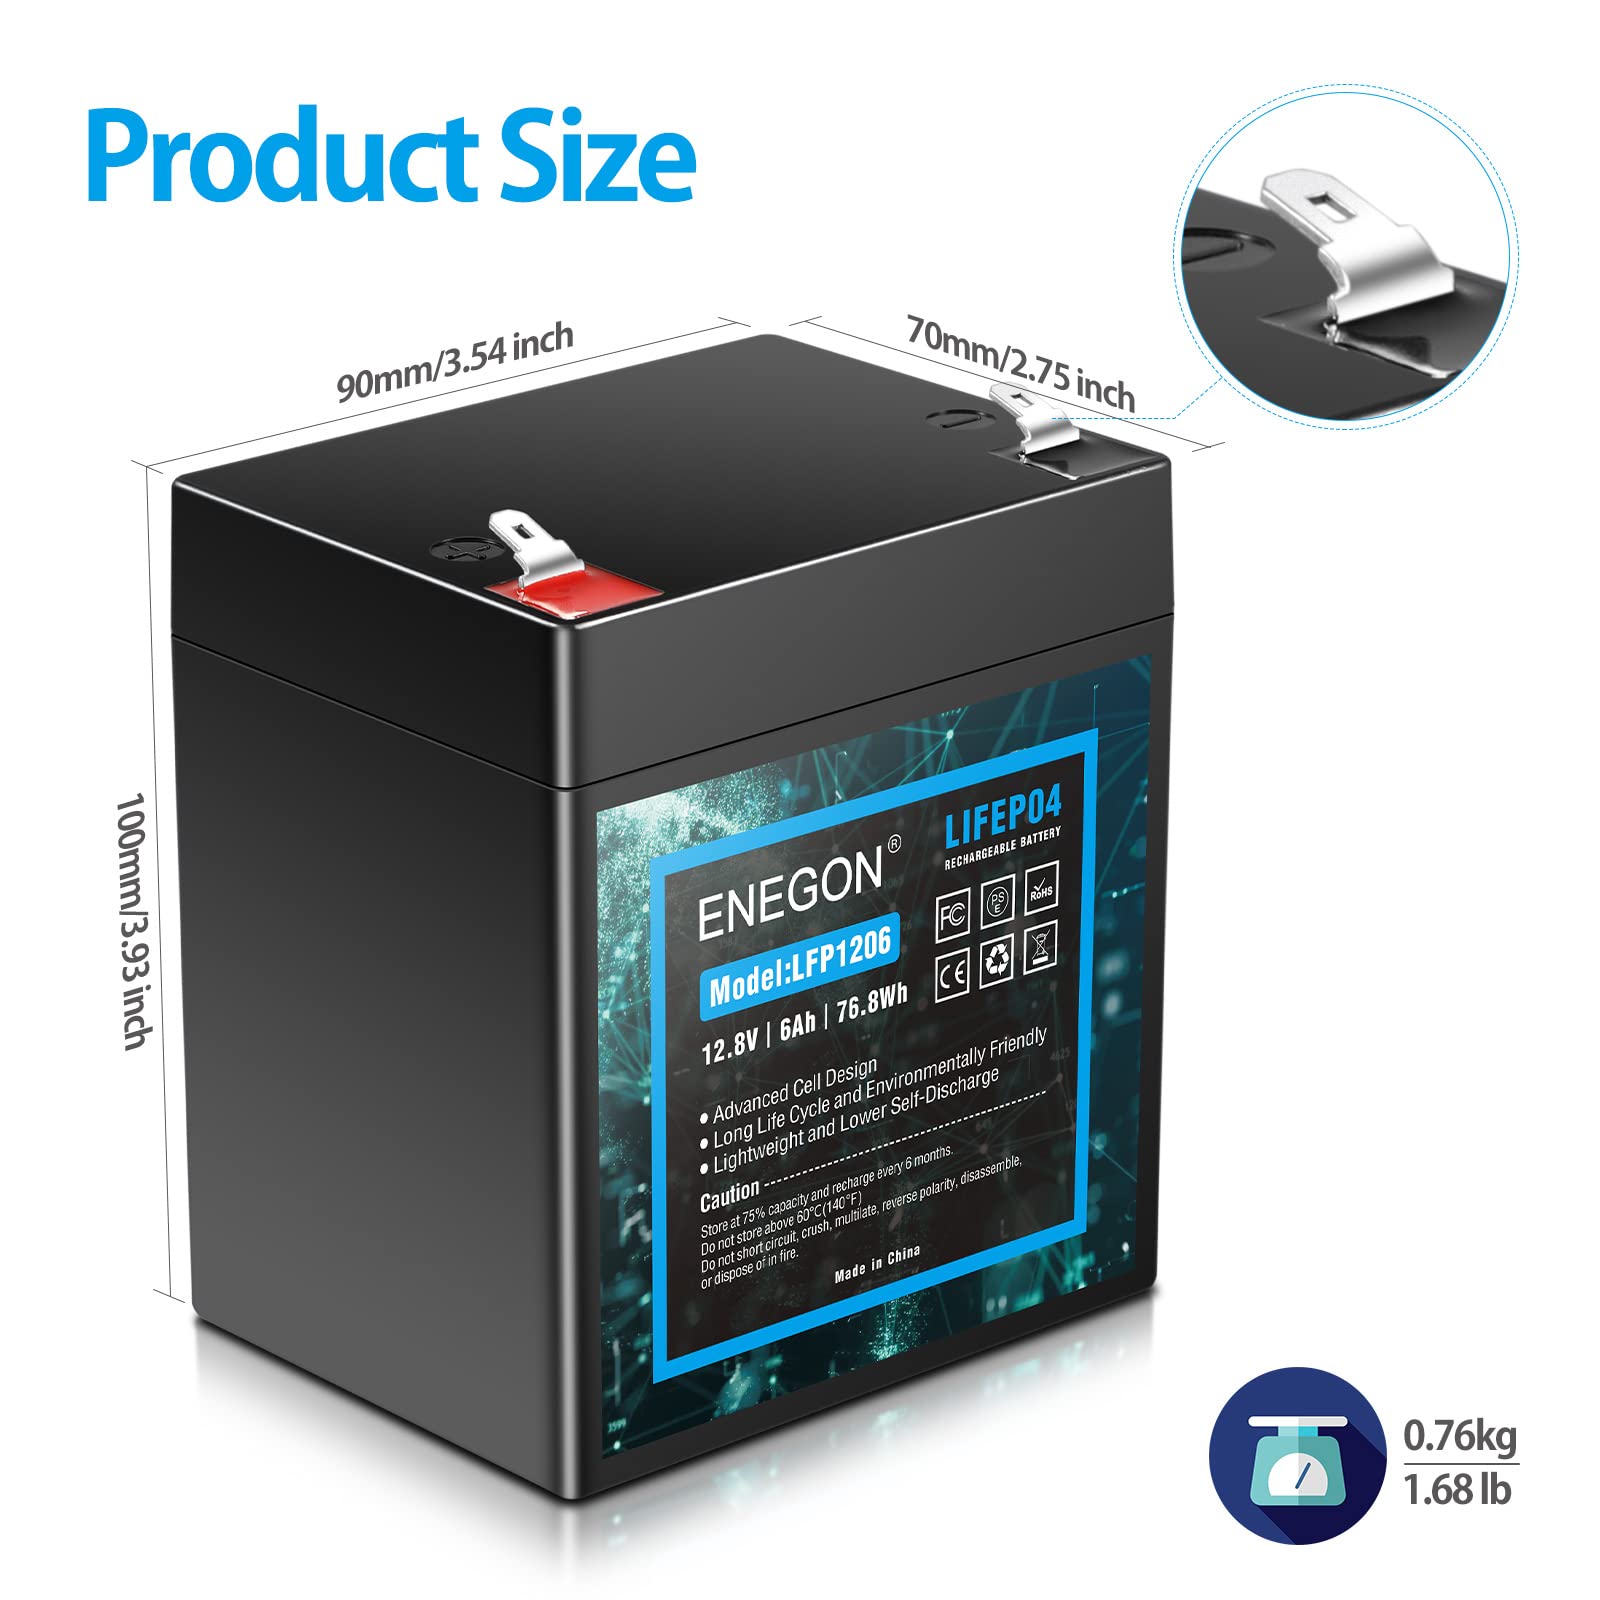 Product Size
90mm/3.54 inch
70mm/2.75 inch
100mm/3.93 inch
LIFEPO4
RECHARGEABLE BATTERY
ENEGON®
Model:LFP1206
12.8V | 6Ah | 76.8Wh
FC
PS
E
RoHS
CE
• Advanced Cell Design
• Long Life Cycle and Environmentally Friendly
• Lightweight and Lower Self-Discharge
Caution
Store at 75% capacity and recharge every 6 months.
Do not store above 60°C(140°F)
Do not short circuit, crush, multilate, reverse polarity, disassemble,
or dispose of in fire.
Made in China
0.76kg
1.68 lb